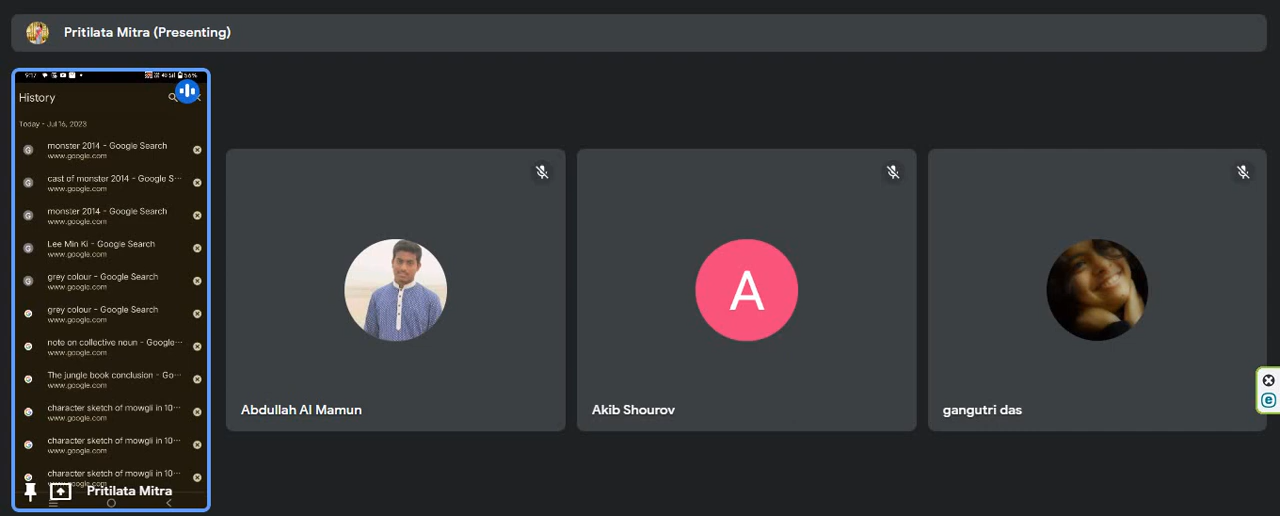 Pritilata Mitra (Presenting)
9:17
56%
History
Today - Jul 16, 2023
monster 2014 - Google Search
www.google.com
cast of monster 2014 - Google S...
www.google.com
monster 2014 - Google Search
www.google.com
Lee Min Ki - Google Search
www.google.com
grey colour - Google Search
www.google.com
grey colour - Google Search
www.google.com
note on collective noun - Google...
www.google.com
The jungle book conclusion - Go...
www.google.com
character sketch of mowgli in 10...
www.google.com
character sketch of mowgli in 10...
www.google.com
character sketch of mowgli in 10...
www.google.com
Pritilata Mitra
Abdullah Al Mamun
A
Akib Shourov
gangutri das